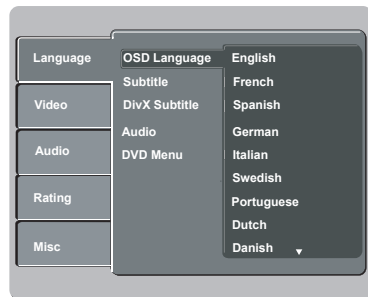 Language
Video
Audio
Rating
Misc
OSD Language
Subtitle
DivX Subtitle
Audio
DVD Menu
English
French
Spanish
German
Italian
Swedish
Portuguese
Dutch
Danish